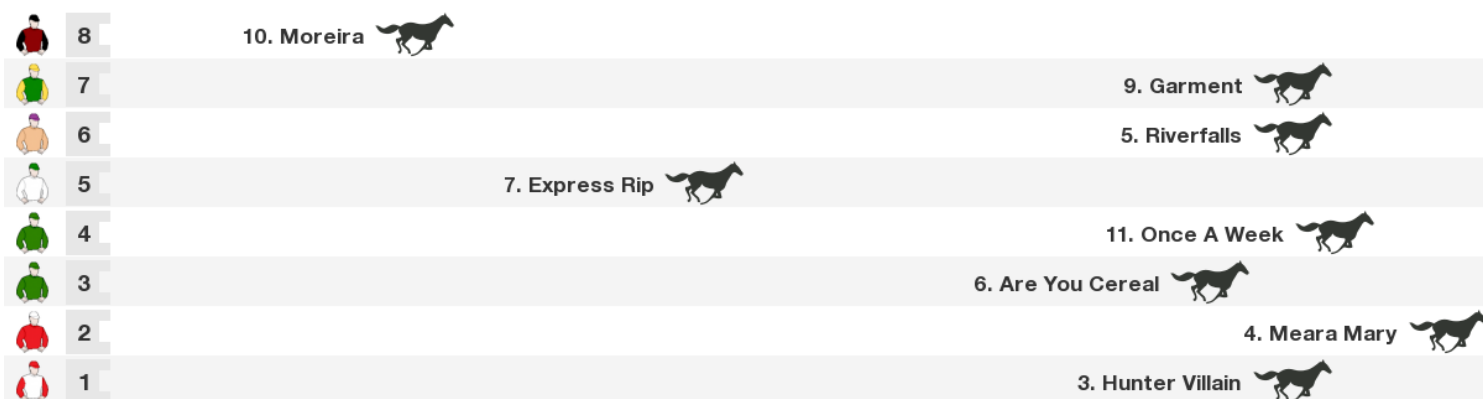 8 10. Moreira
7 9. Garment
6 5. Riverfalls
5 7. Express Rip
4 11. Once A Week
3 6. Are You Cereal
2 4. Meara Mary
1 3. Hunter Villain